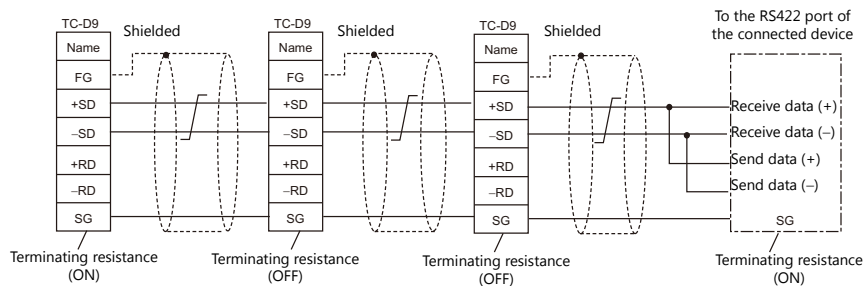 TC-D9
Name
FG
+SD
–SD
+RD
–RD
SG
Shielded
Terminating resistance
(ON)
TC-D9
Name
FG
+SD
–SD
+RD
–RD
SG
Shielded
Terminating resistance
(OFF)
TC-D9
Name
FG
+SD
–SD
+RD
–RD
SG
Shielded
Terminating resistance
(OFF)
To the RS422 port of
the connected device
Receive data (+)
Receive data (–)
Send data (+)
Send data (–)
SG
Terminating resistance
(ON)